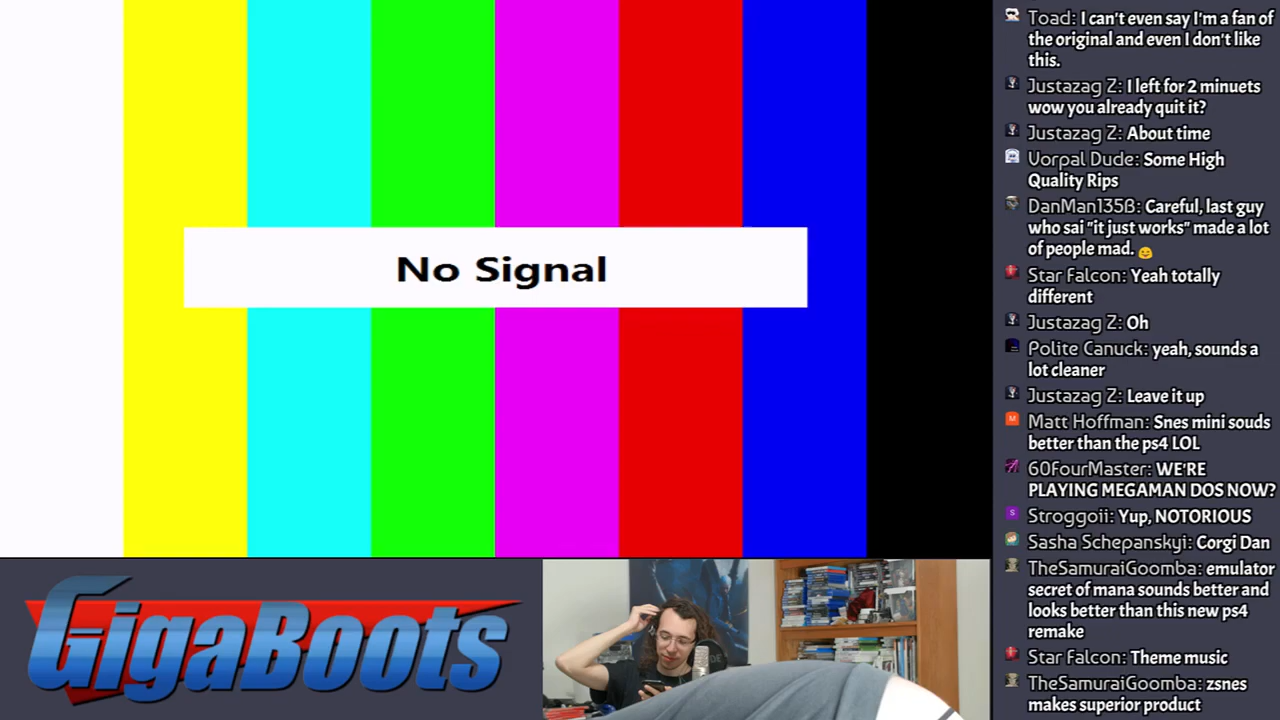 No Signal
GigaBoots
Toad: I can't even say I'm a fan of
the original and even I don't like
this.
Justazag Z: I left for 2 minuets
wow you already quit it?
Justazag Z: About time
Vorpal Dude: Some High
Quality Rips
DanMan135ß: Careful, last guy
who sai "it just works" made a lot
of people mad.
Star Falcon: Yeah totally
different
Justazag Z: Oh
Polite Canuck: yeah, sounds a
lot cleaner
Justazag Z: Leave it up
Matt Hoffman: Snes mini souds
better than the ps4 LOL
60FourMaster: WE'RE
PLAYING MEGAMAN DOS NOW?
Stroggoii: Yup, NOTORIOUS
Sasha Schepanskyi: Corgi Dan
TheSamuraiGoomba: emulator
secret of mana sounds better and
looks better than this new ps4
remake
Star Falcon: Theme music
TheSamuraiGoomba: zsnes
makes superior product